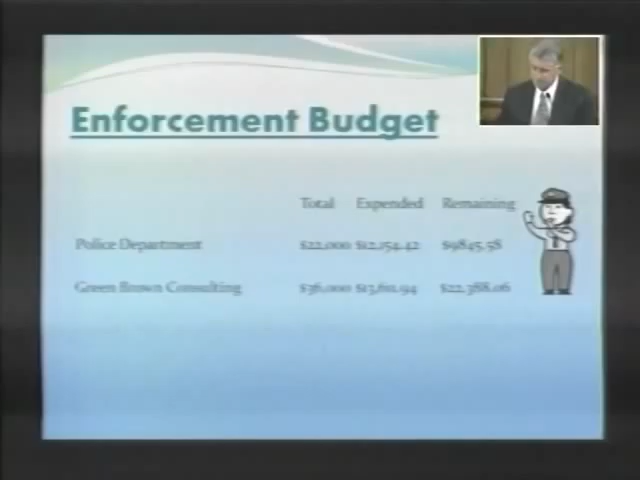 Enforcement Budget
Total Expended Remaining
Police Department $22,000 $12,154.42 $9845.58
Green Brown Consulting $36,000 $13,611.94 $22,388.06